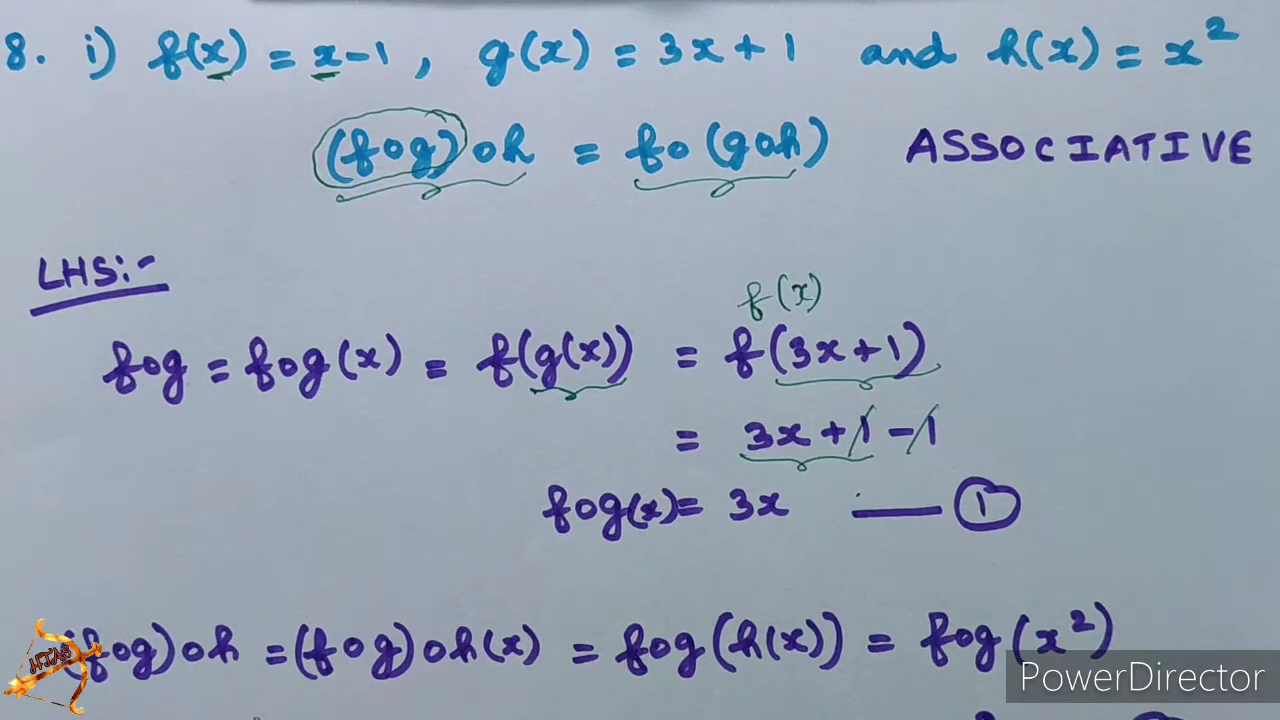 8. i) f(x) = x-1, g(x) = 3x+1 and h(x) = x²
(fog)oh = fo(goh) ASSOCIATIVE
LHS:-
f(x)
fog = fog(x) = f(g(x)) = f(3x+1)
= 3x+1-1
fog(x) = 3x —— ①
(fog)oh = (fog)oh(x) = fog(h(x)) = fog(x²)
HTAS
PowerDirector